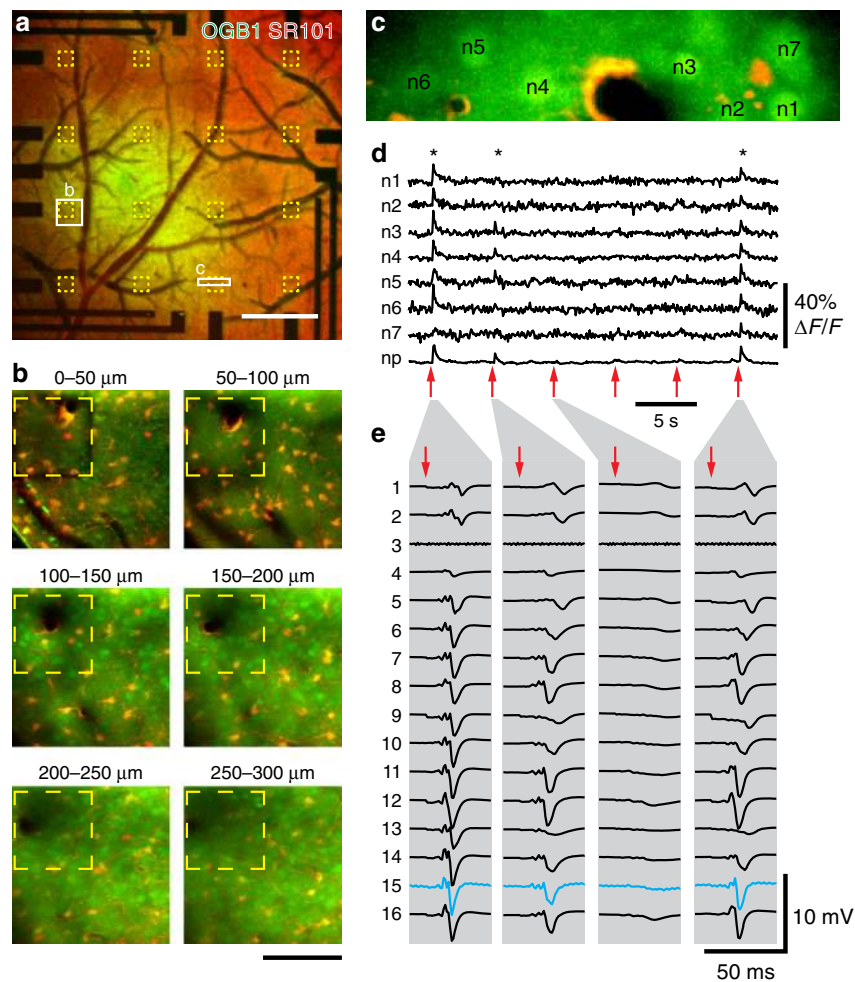 a
OGB1 SR101
b
c
b
0–50 μm
50–100 μm
100–150 μm
150–200 μm
200–250 μm
250–300 μm
c
n5
n7
n6
n4
n3
n2
n1
d
* * *
n1
n2
n3
n4
n5
n6
n7
np
40%
ΔF/F
5 s
e
1
2
3
4
5
6
7
8
9
10
11
12
13
14
15
16
10 mV
50 ms